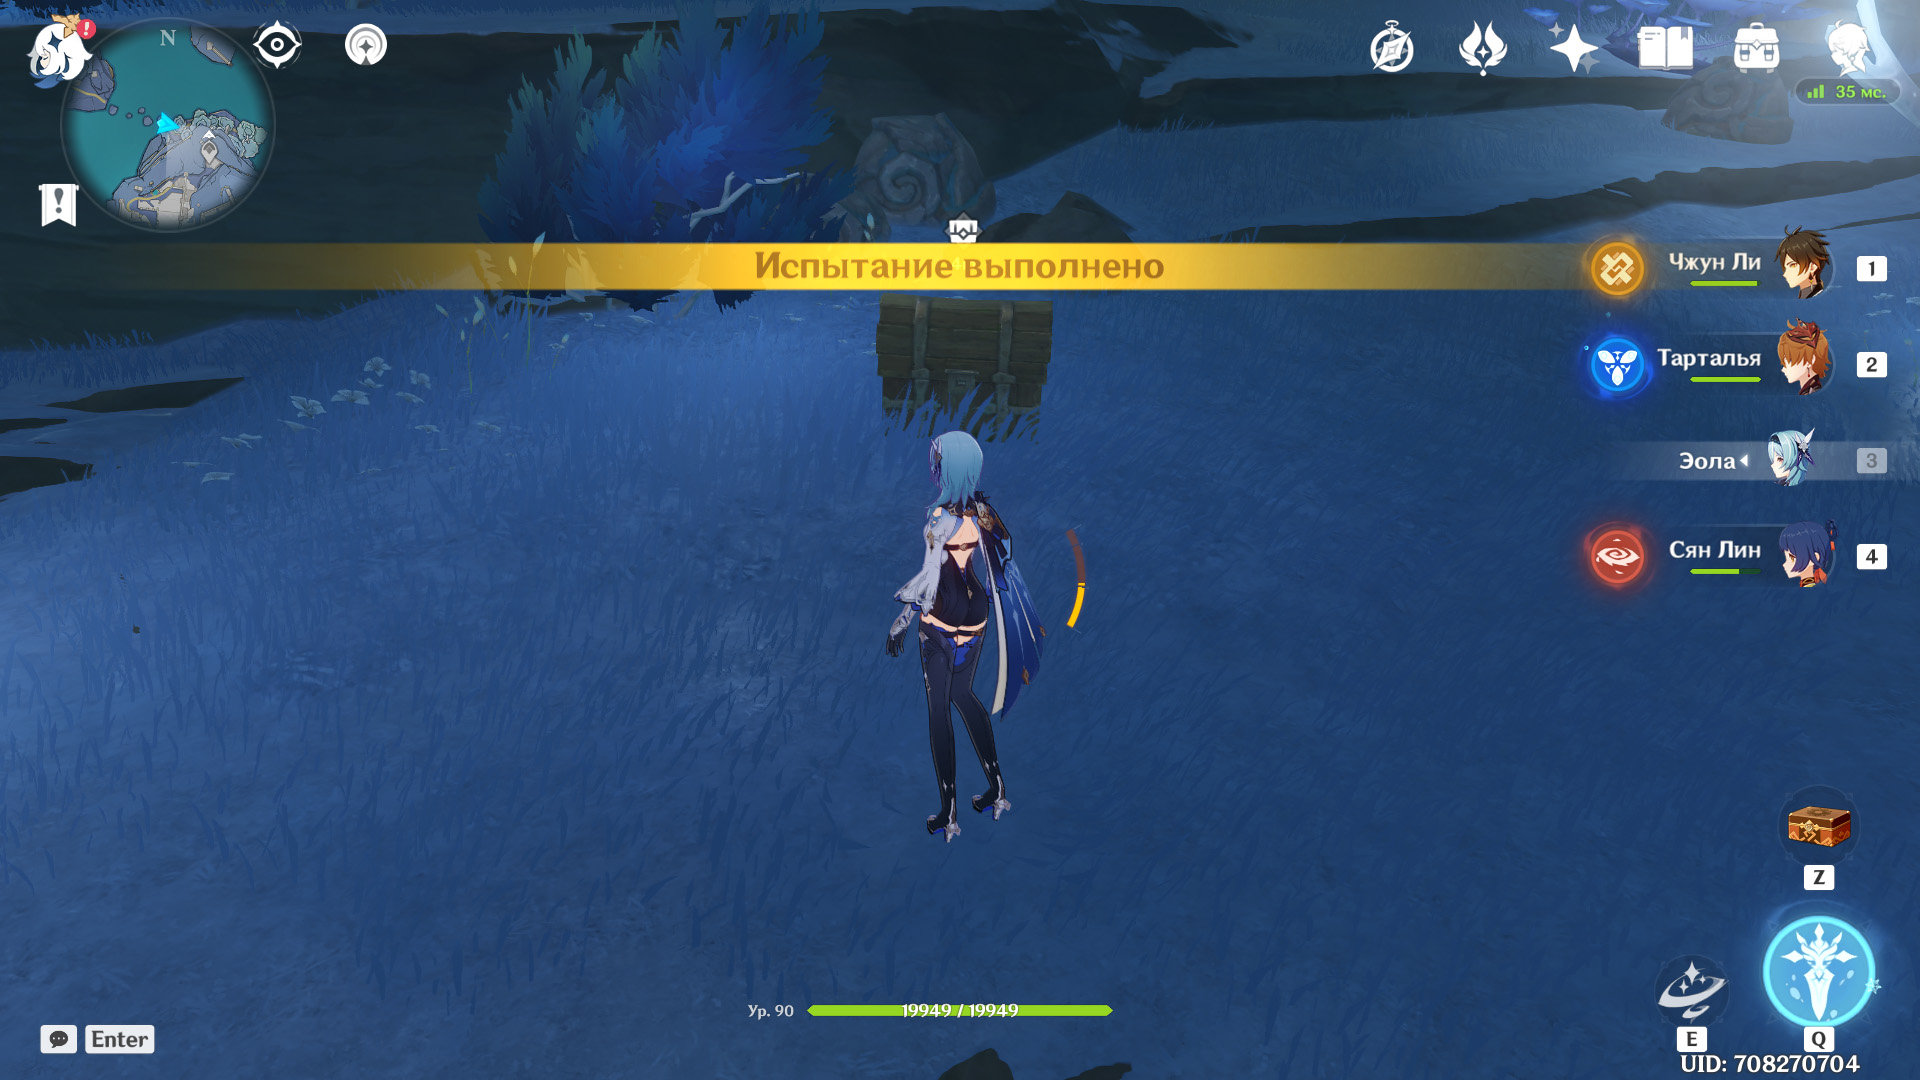 N
35 мс.
Испытание выполнено
Чжун Ли
1
Тарталья
2
Эола
3
Сян Лин
4
Z
Ур. 90
19949 / 19949
Enter
E
Q
UID: 708270704